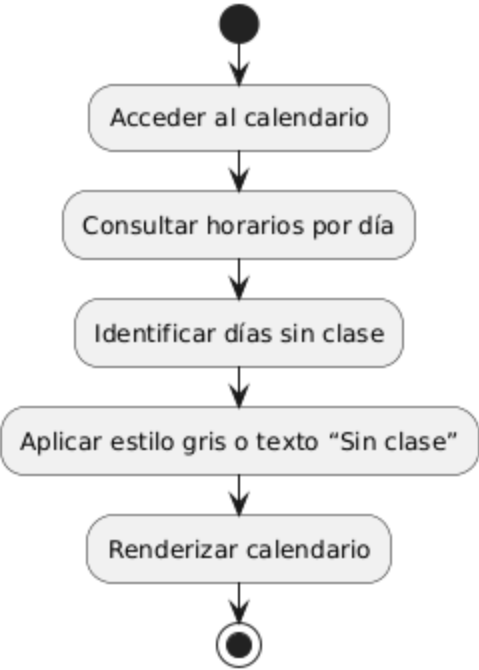 Acceder al calendario
Consultar horarios por día
Identificar días sin clase
Aplicar estilo gris o texto “Sin clase”
Renderizar calendario